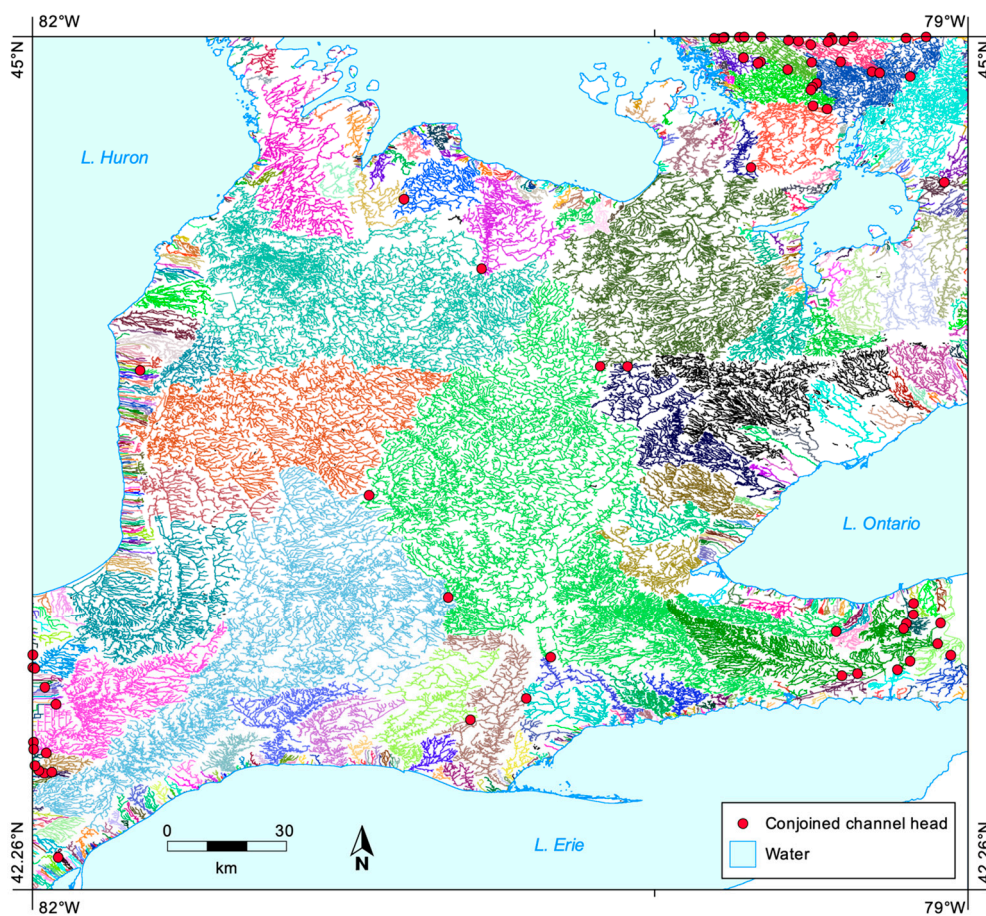 82°W
79°W
45°N
45°N
L. Huron
L. Ontario
0 30
km
N
L. Erie
Conjoined channel head
Water
42.26°N
42.26°N
82°W
79°W